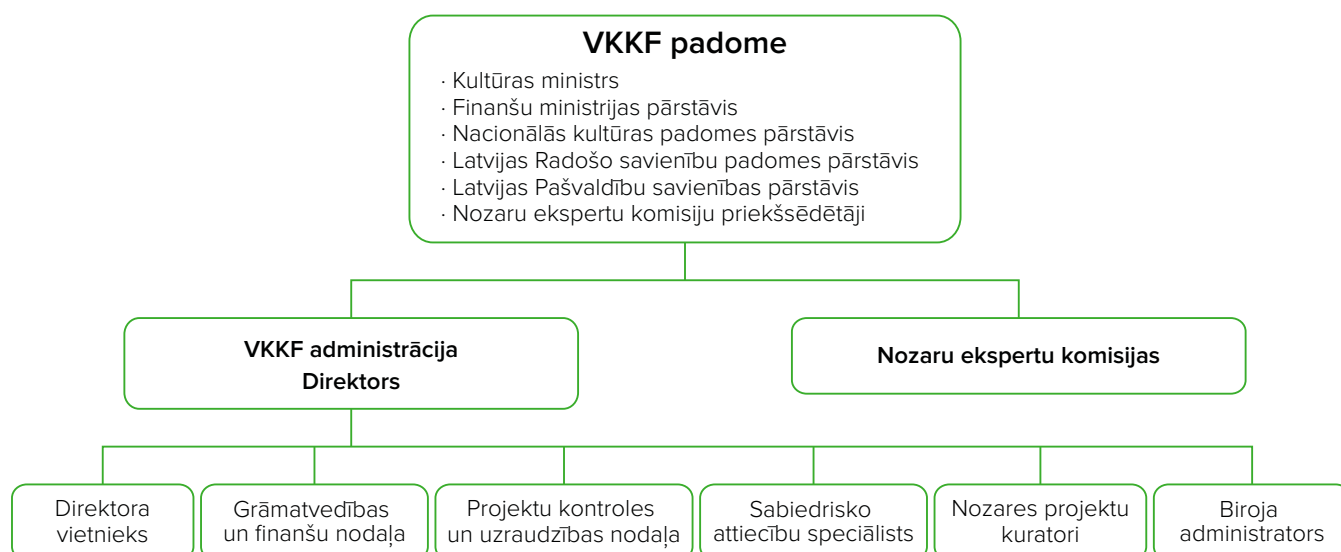 VKKF padome
· Kultūras ministrs
· Finanšu ministrijas pārstāvis
· Nacionālās kultūras padomes pārstāvis
· Latvijas Radošo savienību padomes pārstāvis
· Latvijas Pašvaldību savienības pārstāvis
· Nozaru ekspertu komisiju priekšsēdētāji
VKKF administrācija
Direktors
Nozaru ekspertu komisijas
Direktora
vietnieks
Grāmatvedības
un finanšu nodaļa
Projektu kontroles
un uzraudzības nodaļa
Sabiedrisko
attiecību speciālists
Nozares projektu
kuratori
Biroja
administrators